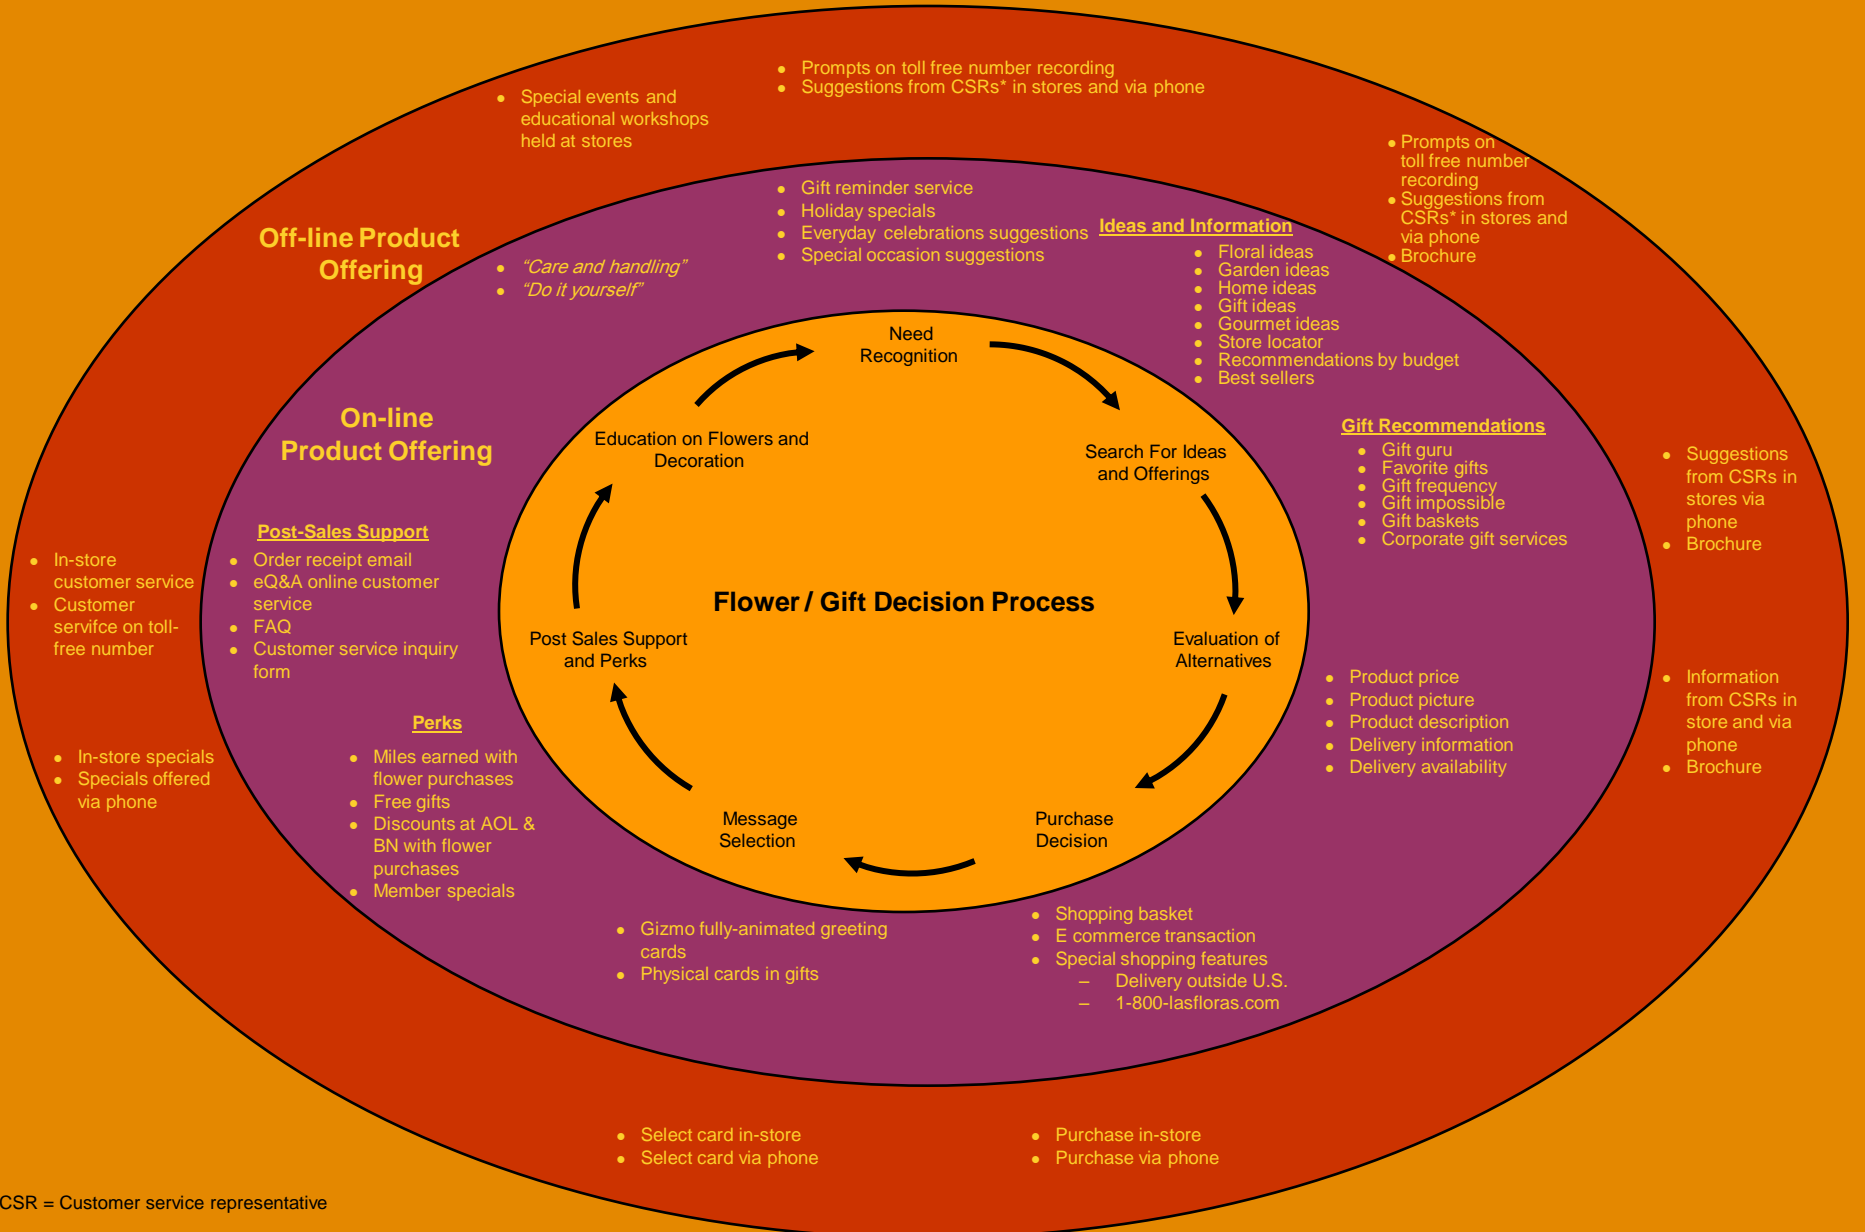 ● Prompts on toll free number recording
● Suggestions from CSRs* in stores and via phone
● Special events and
educational workshops
held at stores
● Prompts on
toll free number
recording
● Suggestions from
CSRs* in stores and
via phone
● Brochure
Off-line Product
Offering
● Gift reminder service
● Holiday specials
● Everyday celebrations suggestions
● Special occasion suggestions
Ideas and Information
● Floral ideas
● Garden ideas
● Home ideas
● Gift ideas
● Gourmet ideas
● Store locator
● Recommendations by budget
● Best sellers
● “Care and handling”
● “Do it yourself”
Need
Recognition
On-line
Product Offering
Education on Flowers and
Decoration
Search For Ideas
and Offerings
Gift Recommendations
● Gift guru
● Favorite gifts
● Gift frequency
● Gift impossible
● Gift baskets
● Corporate gift services
● Suggestions
from CSRs in
stores via
phone
● Brochure
● In-store
customer service
● Customer
servifce on toll-
free number
Post-Sales Support
● Order receipt email
● eQ&A online customer
service
● FAQ
● Customer service inquiry
form
Flower / Gift Decision Process
Post Sales Support
and Perks
Evaluation of
Alternatives
● Product price
● Product picture
● Product description
● Delivery information
● Delivery availability
● Information
from CSRs in
store and via
phone
● Brochure
● In-store specials
● Specials offered
via phone
Perks
● Miles earned with
flower purchases
● Free gifts
● Discounts at AOL &
BN with flower
purchases
● Member specials
Message
Selection
Purchase
Decision
● Gizmo fully-animated greeting
cards
● Physical cards in gifts
● Shopping basket
● E commerce transaction
● Special shopping features
– Delivery outside U.S.
– 1-800-lasfloras.com
● Select card in-store
● Select card via phone
● Purchase in-store
● Purchase via phone
CSR = Customer service representative